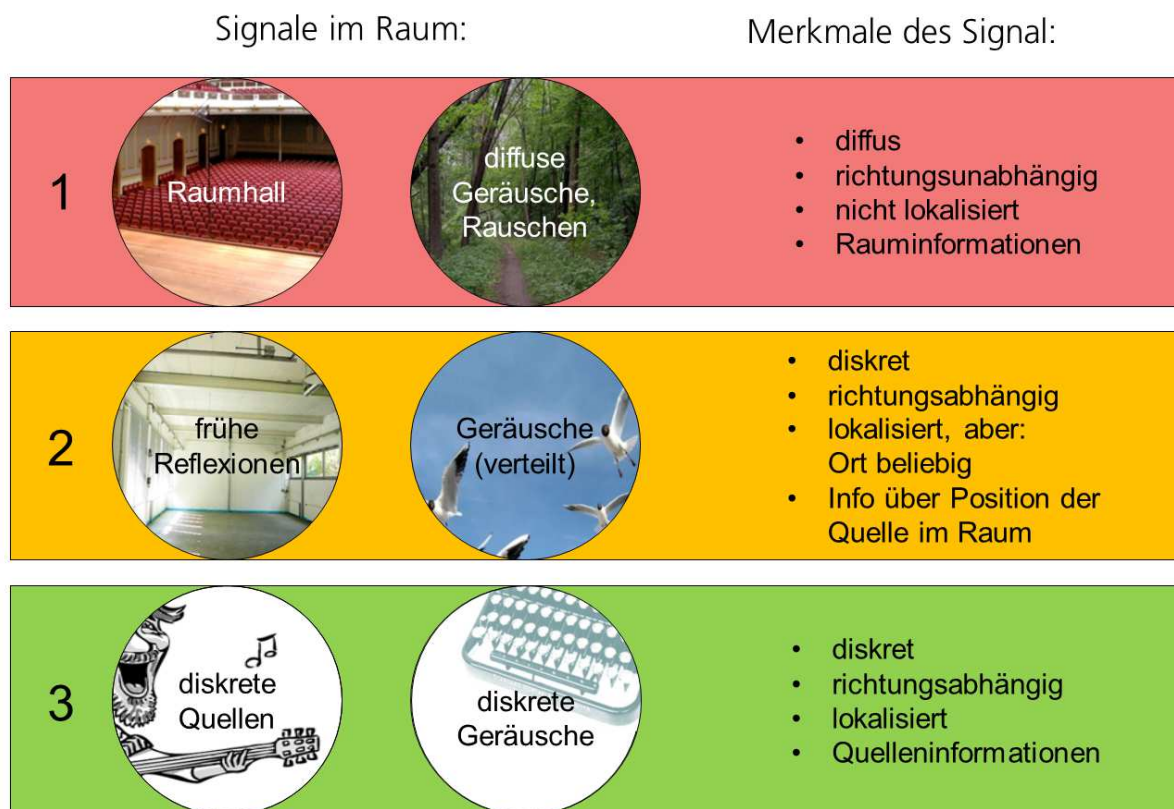 Signale im Raum:
Merkmale des Signal:
1
Raumhall
diffuse
Geräusche,
Rauschen
• diffus
• richtungsunabhängig
• nicht lokalisiert
• Rauminformationen
2
frühe
Reflexionen
Geräusche
(verteilt)
• diskret
• richtungsabhängig
• lokalisiert, aber:
Ort beliebig
• Info über Position der
Quelle im Raum
3
diskrete
Quellen
diskrete
Geräusche
• diskret
• richtungsabhängig
• lokalisiert
• Quelleninformationen